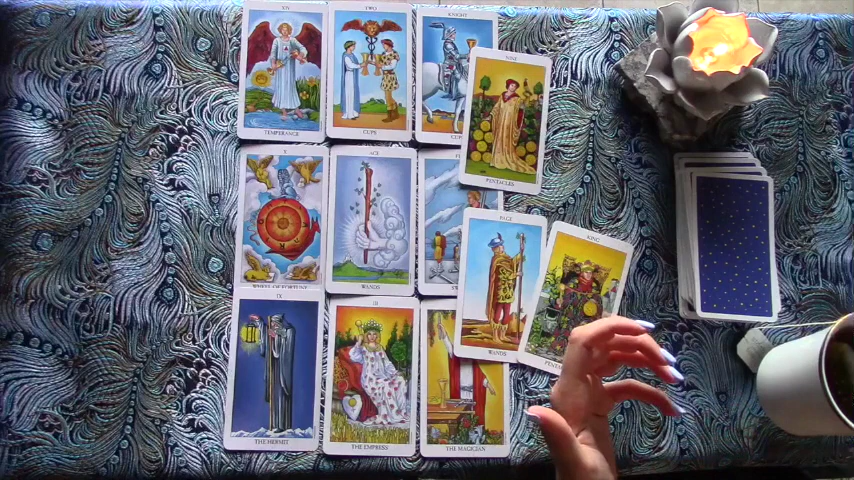 XIV
TEMPERANCE
TWO
CUPS
KNIGHT
NINE
PENTACLES
X
WHEEL OF FORTUNE
ACE
WANDS
PAGE
WANDS
KING
IX
THE HERMIT
III
THE EMPRESS
THE MAGICIAN